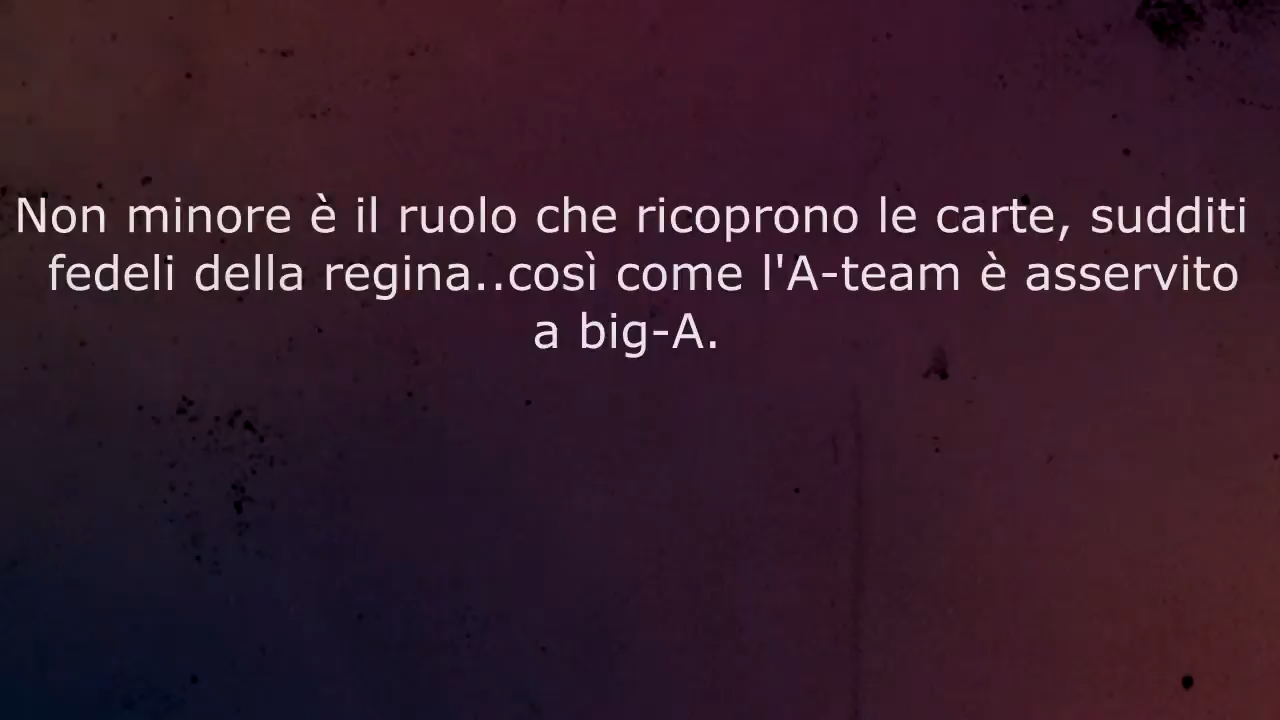 Non minore è il ruolo che ricoprono le carte, sudditi
fedeli della regina..così come l'A-team è asservito
a big-A.